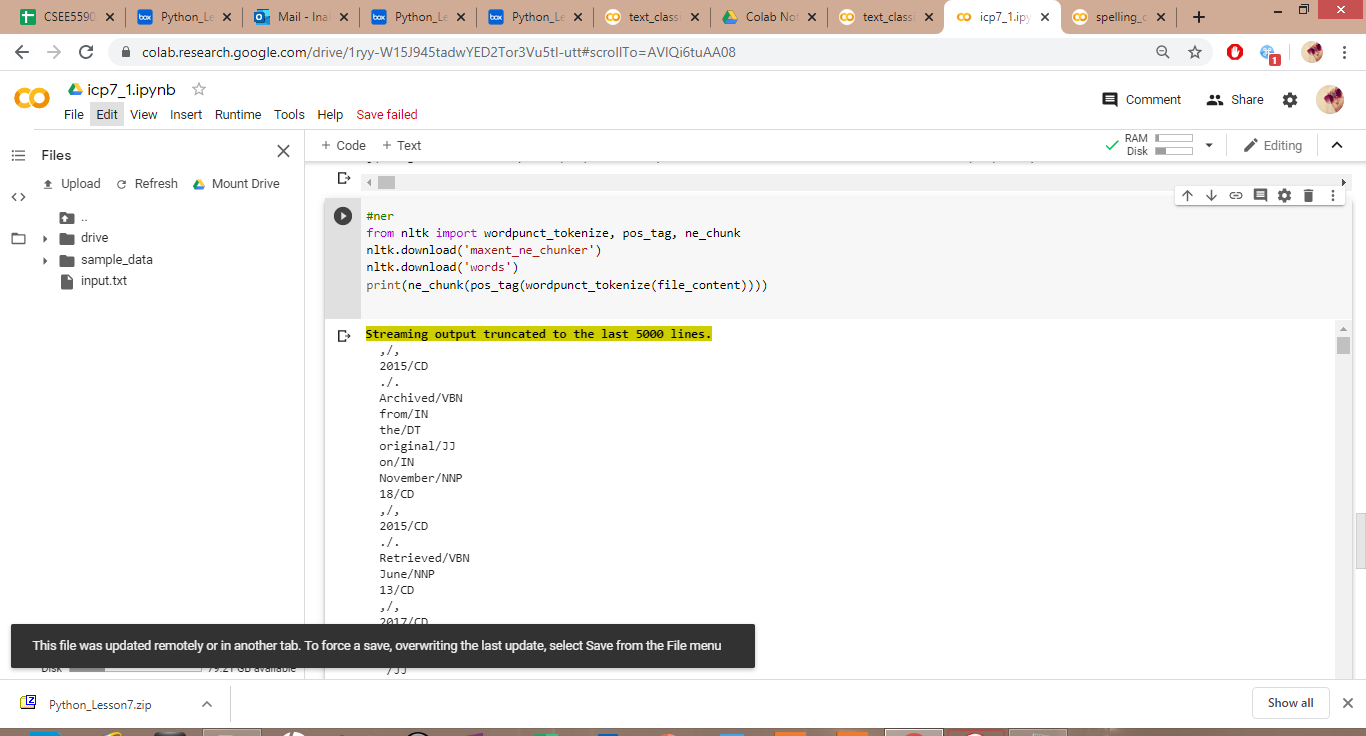 CSEE5590
Python_Le
Mail - Ina
Python_Le
Python_Le
text_classi
Colab No
text_classi
icp7_1.ipy
spelling_c
colab.research.google.com/drive/1ryy-W15J945tadwYED2Tor3Vu5tI-utt#scrollTo=AVIQi6tuAA08
1
icp7_1.ipynb
Comment
Share
File Edit View Insert Runtime Tools Help Save failed
+ Code + Text
RAM
Disk
Editing
Files
Upload Refresh Mount Drive
..
drive
sample_data
input.txt
#ner
from nltk import wordpunct_tokenize, pos_tag, ne_chunk
nltk.download('maxent_ne_chunker')
nltk.download('words')
print(ne_chunk(pos_tag(wordpunct_tokenize(file_content))))
Streaming output truncated to the last 5000 lines.
,/,
2015/CD
./.
Archived/VBN
from/IN
the/DT
original/JJ
on/IN
November/NNP
18/CD
,/,
2015/CD
./.
Retrieved/VBN
June/NNP
13/CD
,/,
2017/CD
This file was updated remotely or in another tab. To force a save, overwriting the last update, select Save from the File menu
Disk 79.21 GB available
/JJ
Python_Lesson7.zip
Show all